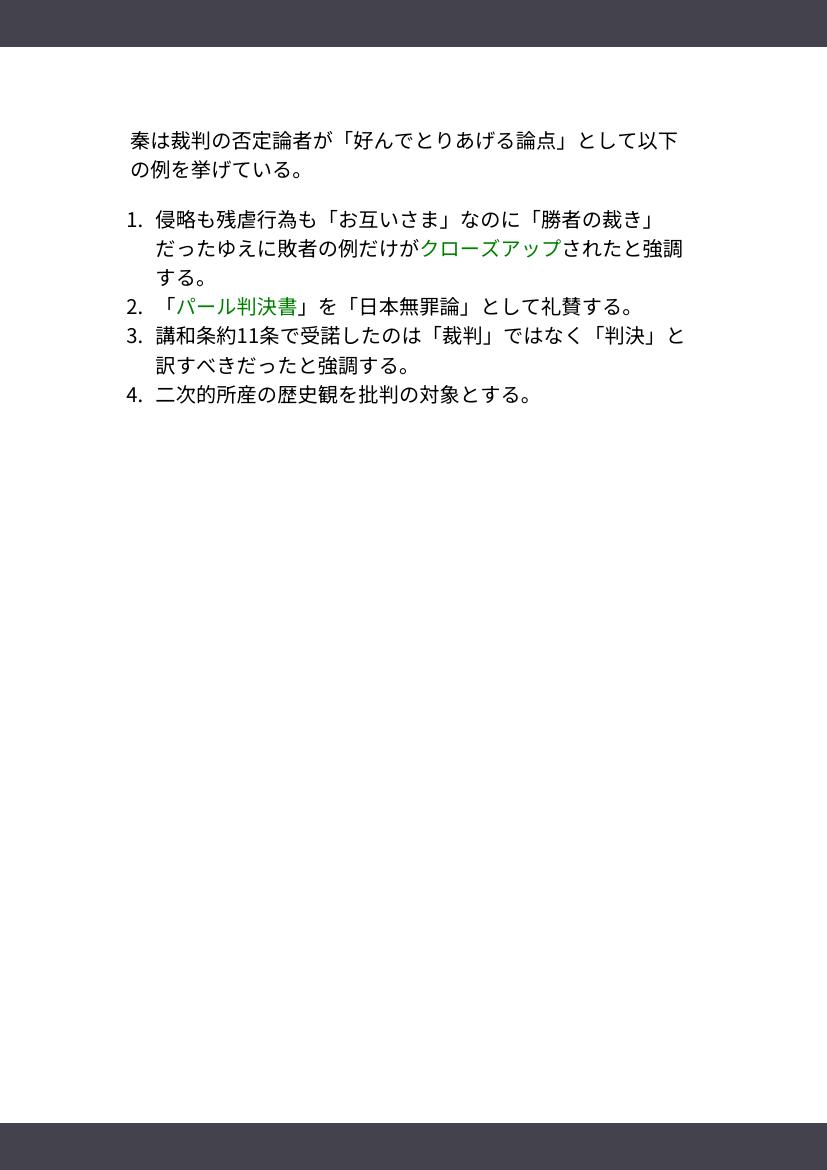 秦は裁判の否定論者が「好んでとりあげる論点」として以下
の例を挙げている。
1. 侵略も残虐行為も「お互いさま」なのに「勝者の裁き」
だったゆえに敗者の例だけがクローズアップされたと強調
する。
2. 「パール判決書」を「日本無罪論」として礼賛する。
3. 講和条約11条で受諾したのは「裁判」ではなく「判決」と
訳すべきだったと強調する。
4. 二次的所産の歴史観を批判の対象とする。